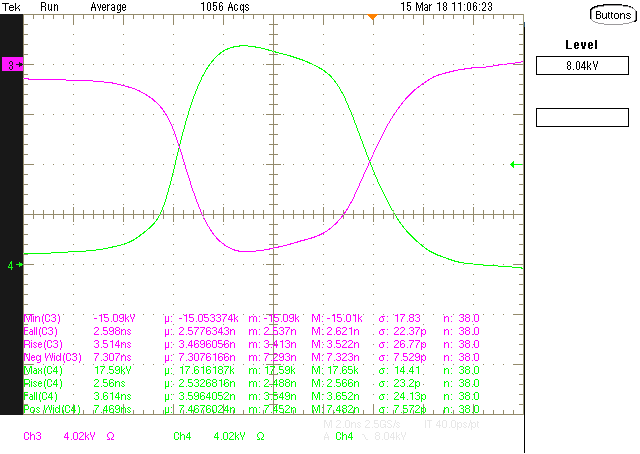 Tek Run Average 1056 Acqs 15 Mar 18 11:06:23
Buttons
Level
8.04kV
3
4
Min(C3) -15.09kV µ: -15.053374k m: -15.09k M: -15.01k σ: 17.83 n: 38.0
Fall(C3) 2.598ns µ: 2.5776343n m: 2.537n M: 2.621n σ: 22.37p n: 38.0
Rise(C3) 3.514ns µ: 3.4696056n m: 3.413n M: 3.522n σ: 26.77p n: 38.0
Neg Wid(C3) 7.307ns µ: 7.3076166n m: 7.293n M: 7.323n σ: 7.529p n: 38.0
Max(C4) 17.59kV µ: 17.616187k m: 17.59k M: 17.65k σ: 14.41 n: 38.0
Rise(C4) 2.56ns µ: 2.5326816n m: 2.488n M: 2.566n σ: 23.2p n: 38.0
Fall(C4) 3.614ns µ: 3.5964052n m: 3.549n M: 3.652n σ: 24.13p n: 38.0
Pos Wid(C4) 7.469ns µ: 7.4676024n m: 7.452n M: 7.482n σ: 7.572p n: 38.0
M 2.0ns 2.5GS/s IT 40.0ps/pt
Ch3 4.02kV Ω Ch4 4.02kV Ω A Ch4 \ 8.04kV